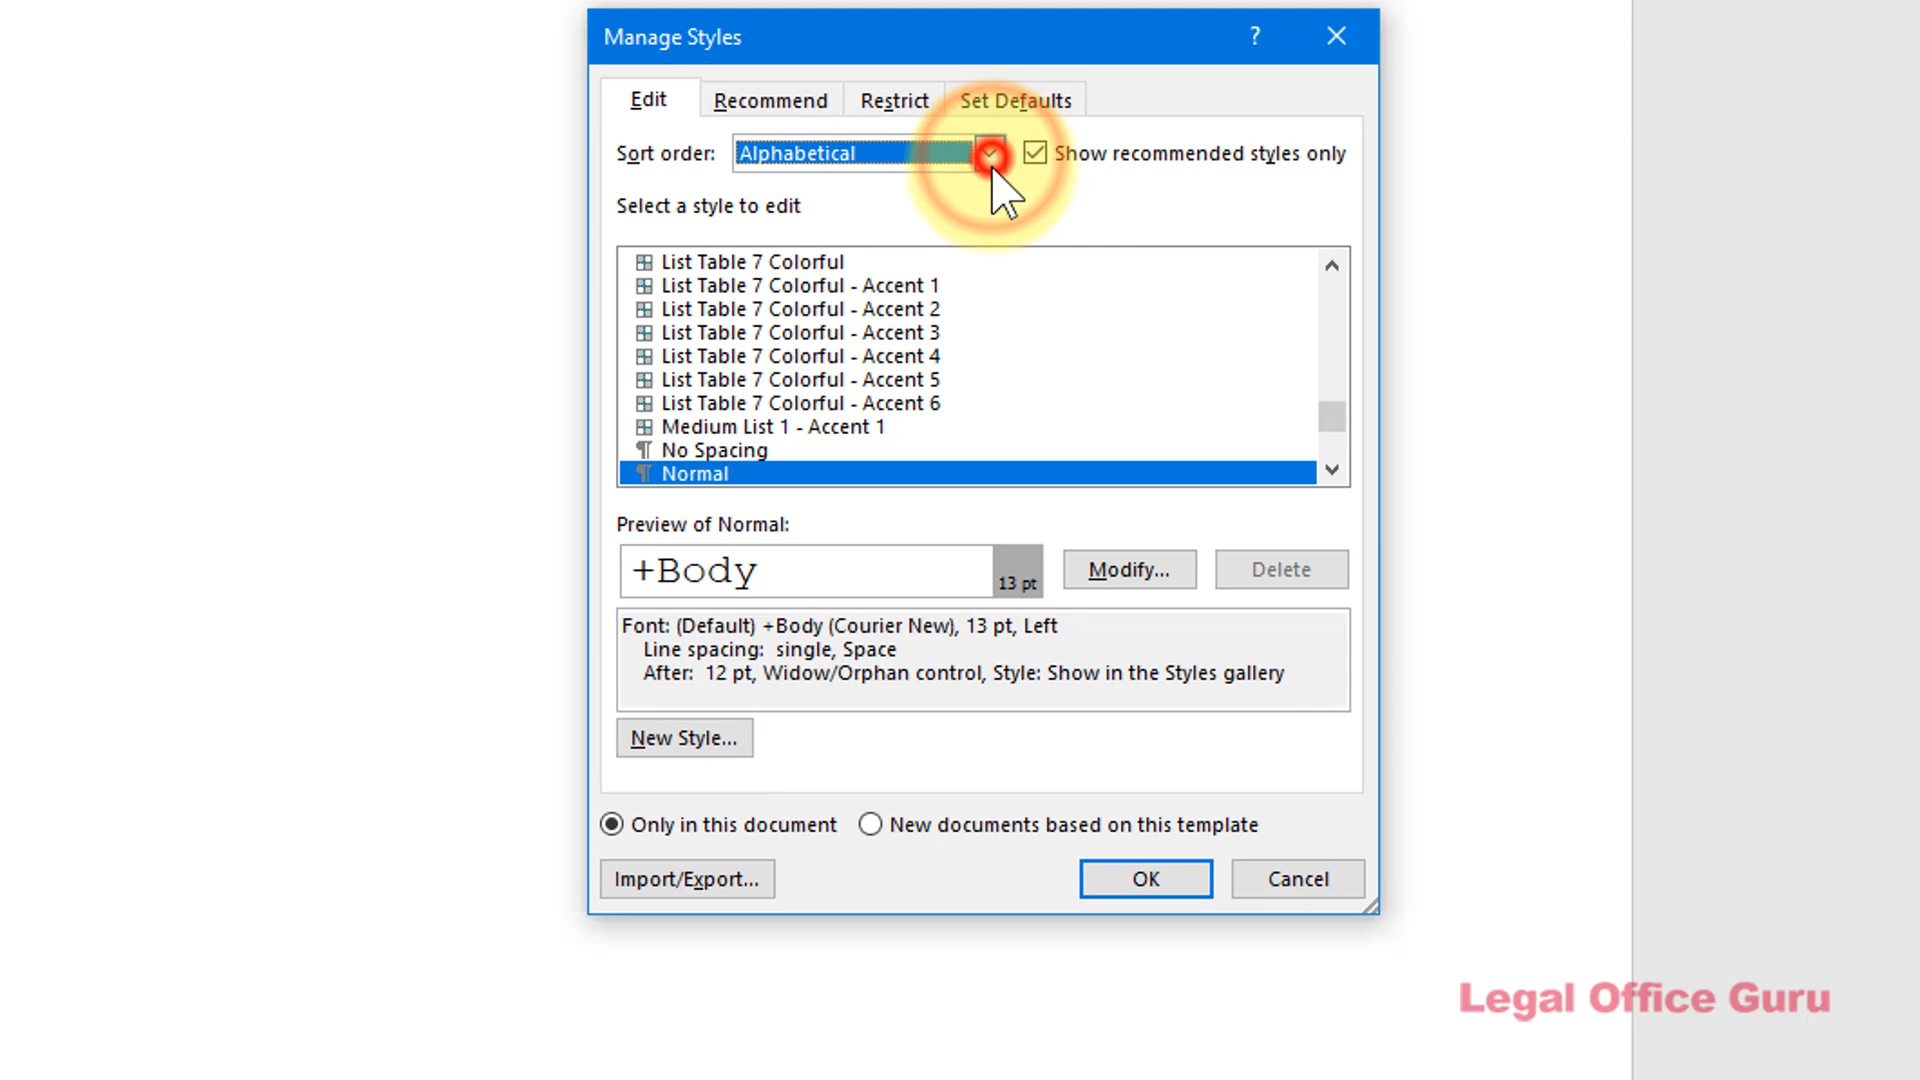 Manage Styles ?
Edit Recommend Restrict Set Defaults
Sort order: Alphabetical Show recommended styles only
Select a style to edit
List Table 7 Colorful
List Table 7 Colorful - Accent 1
List Table 7 Colorful - Accent 2
List Table 7 Colorful - Accent 3
List Table 7 Colorful - Accent 4
List Table 7 Colorful - Accent 5
List Table 7 Colorful - Accent 6
Medium List 1 - Accent 1
No Spacing
Normal
Preview of Normal:
+Body 13 pt Modify... Delete
Font: (Default) +Body (Courier New), 13 pt, Left
Line spacing: single, Space
After: 12 pt, Widow/Orphan control, Style: Show in the Styles gallery
New Style...
Only in this document New documents based on this template
Import/Export... OK Cancel
Legal Office Guru